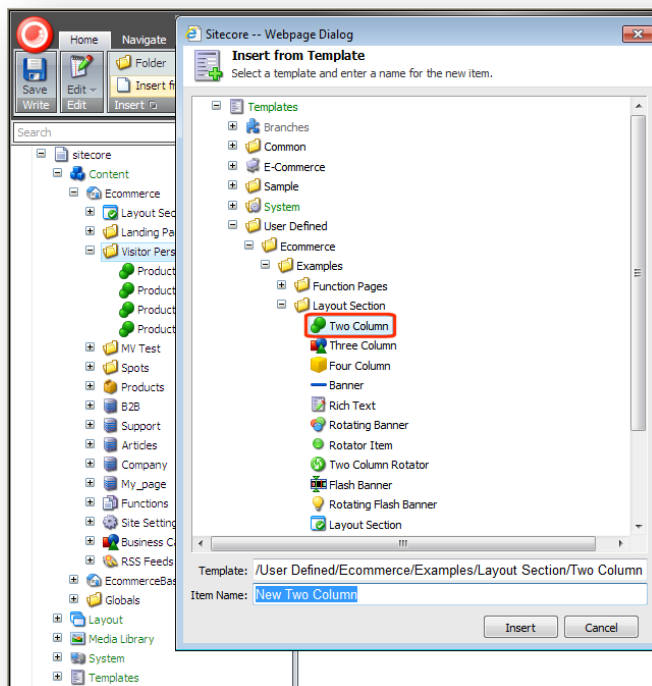 Home Navigate
Save
Write
Edit
Edit
Folder
Insert f
Insert
Search
sitecore
Content
Ecommerce
Layout Sec
Landing Pa
Visitor Pers
Product
Product
Product
Product
MV Test
Spots
Products
B2B
Support
Articles
Company
My_page
Functions
Site Setting
Business C
RSS Feeds
EcommerceBas
Globals
Layout
Media Library
System
Templates
Sitecore -- Webpage Dialog
Insert from Template
Select a template and enter a name for the new item.
Templates
Branches
Common
E-Commerce
Sample
System
User Defined
Ecommerce
Examples
Function Pages
Layout Section
Two Column
Three Column
Four Column
Banner
Rich Text
Rotating Banner
Rotator Item
Two Column Rotator
Flash Banner
Rotating Flash Banner
Layout Section
Template: /User Defined/Ecommerce/Examples/Layout Section/Two Column
Item Name: New Two Column
Insert Cancel